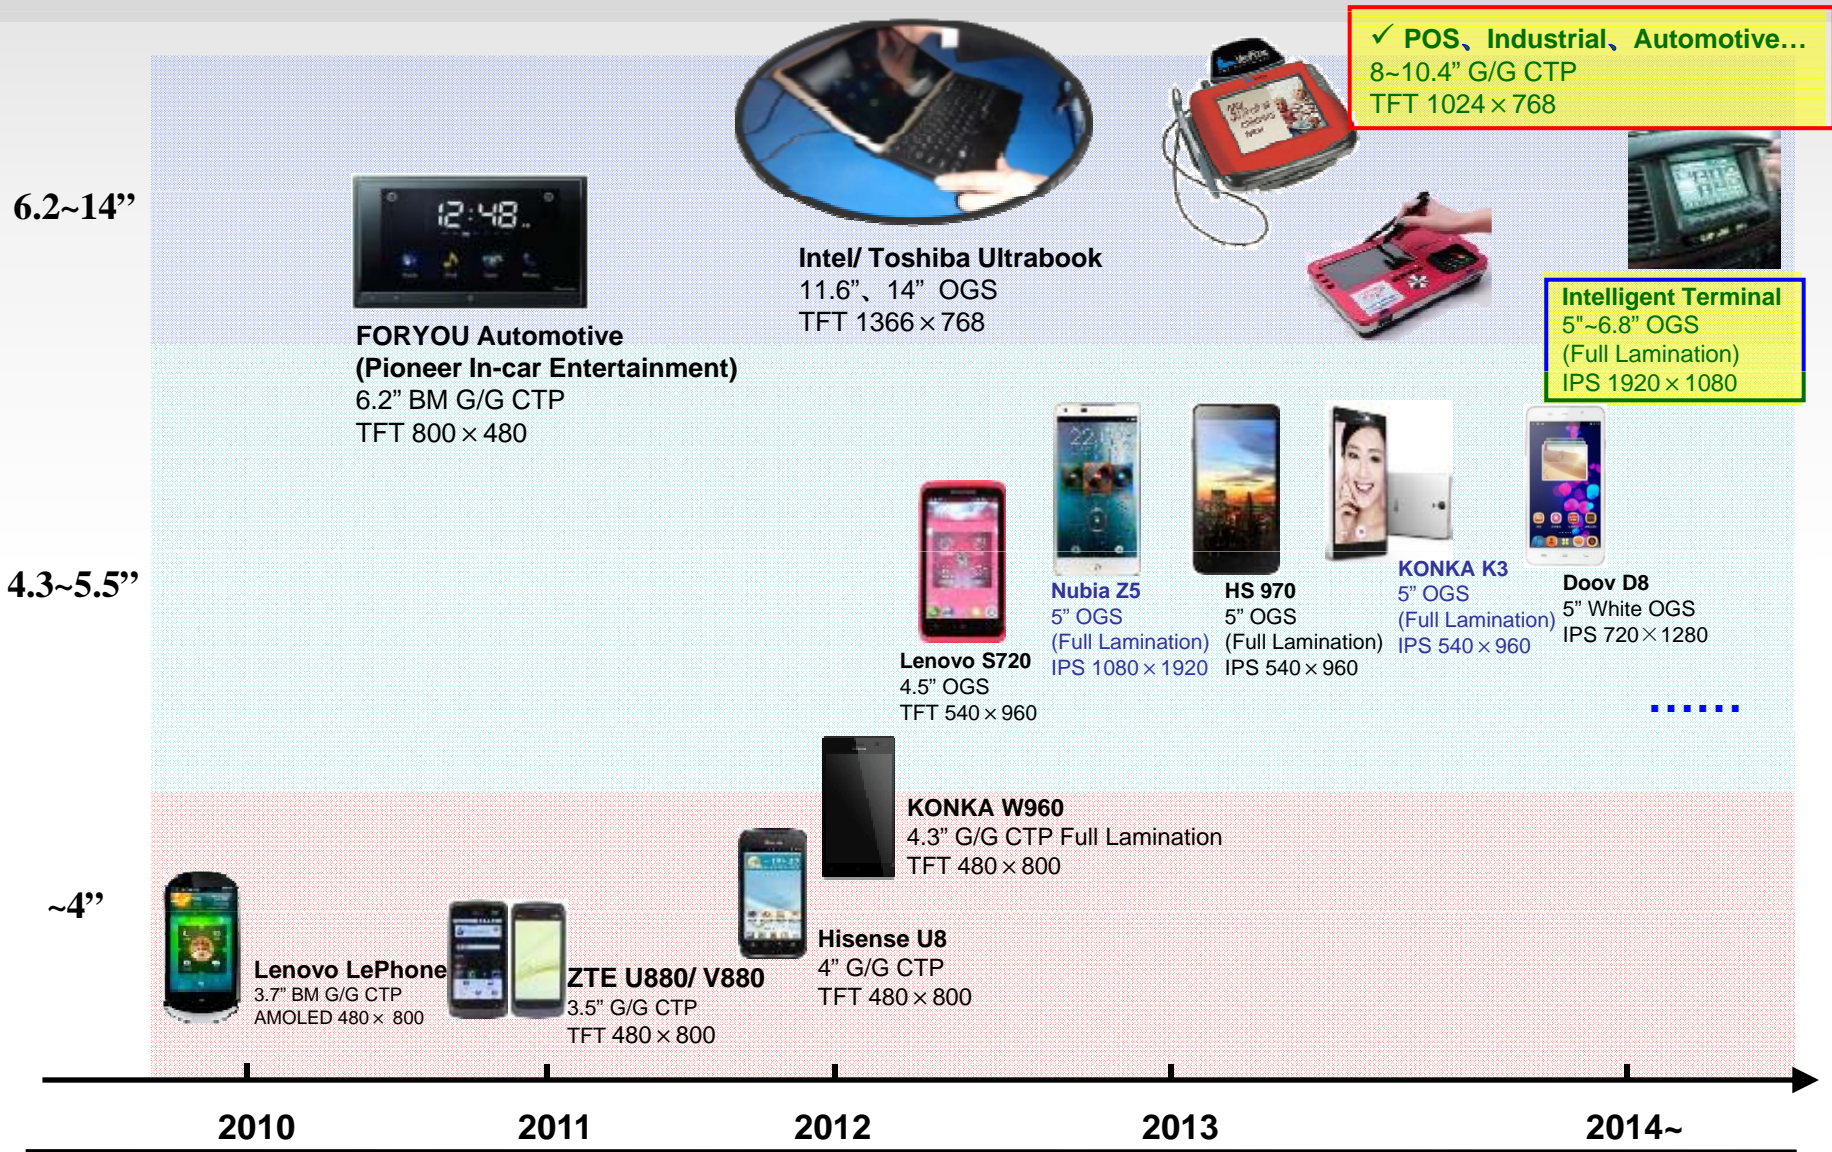 ✓ POS、Industrial、Automotive…
8~10.4” G/G CTP
TFT 1024×768
6.2~14”
12:48
Intel/ Toshiba Ultrabook
11.6”、14” OGS
TFT 1366×768
FORYOU Automotive
(Pioneer In-car Entertainment)
6.2” BM G/G CTP
TFT 800×480
Intelligent Terminal
5"~6.8” OGS
(Full Lamination)
IPS 1920×1080
4.3~5.5”
Lenovo S720
4.5” OGS
TFT 540×960
Nubia Z5
5” OGS
(Full Lamination)
IPS 1080×1920
HS 970
5” OGS
(Full Lamination)
IPS 540×960
KONKA K3
5” OGS
(Full Lamination)
IPS 540×960
Doov D8
5” White OGS
IPS 720×1280
......
KONKA W960
4.3” G/G CTP Full Lamination
TFT 480×800
~4”
Lenovo LePhone
3.7” BM G/G CTP
AMOLED 480× 800
ZTE U880/ V880
3.5” G/G CTP
TFT 480×800
Hisense U8
4” G/G CTP
TFT 480×800
2010
2011
2012
2013
2014~